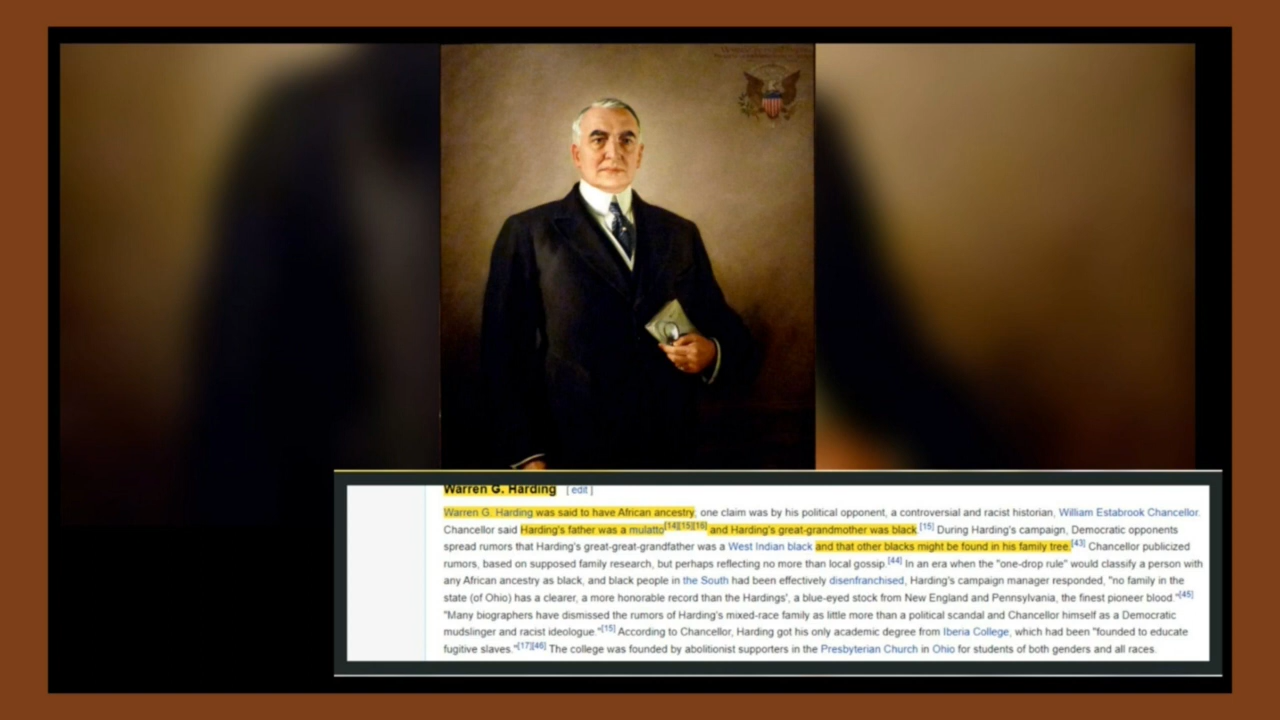 Warren G. Harding [ edit ]
Warren G. Harding was said to have African ancestry, one claim was by his political opponent, a controversial and racist historian, William Estabrook Chancellor.
Chancellor said Harding's father was a mulatto[14][15][16] and Harding's great-grandmother was black.[15] During Harding's campaign, Democratic opponents
spread rumors that Harding's great-great-grandfather was a West Indian black and that other blacks might be found in his family tree.[43] Chancellor publicized
rumors, based on supposed family research, but perhaps reflecting no more than local gossip.[44] In an era when the "one-drop rule" would classify a person with
any African ancestry as black, and black people in the South had been effectively disenfranchised, Harding's campaign manager responded, "no family in the
state (of Ohio) has a clearer, a more honorable record than the Hardings', a blue-eyed stock from New England and Pennsylvania, the finest pioneer blood."[45]
"Many biographers have dismissed the rumors of Harding's mixed-race family as little more than a political scandal and Chancellor himself as a Democratic
mudslinger and racist ideologue."[15] According to Chancellor, Harding got his only academic degree from Iberia College, which had been "founded to educate
fugitive slaves."[17][46] The college was founded by abolitionist supporters in the Presbyterian Church in Ohio for students of both genders and all races.